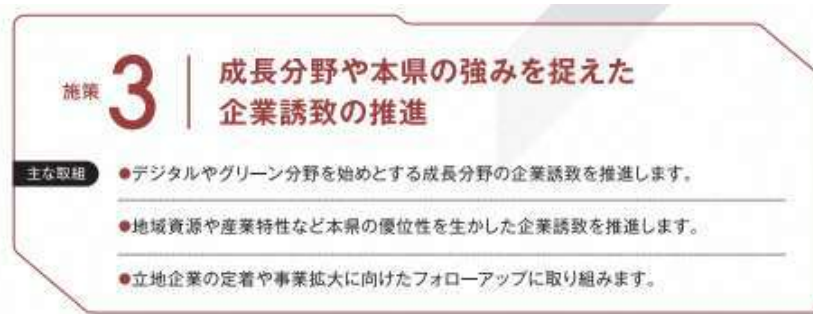 施策 3
成長分野や本県の強みを捉えた
企業誘致の推進
主な取組
●デジタルやグリーン分野を始めとする成長分野の企業誘致を推進します。
●地域資源や産業特性など本県の優位性を生かした企業誘致を推進します。
●立地企業の定着や事業拡大に向けたフォローアップに取り組みます。